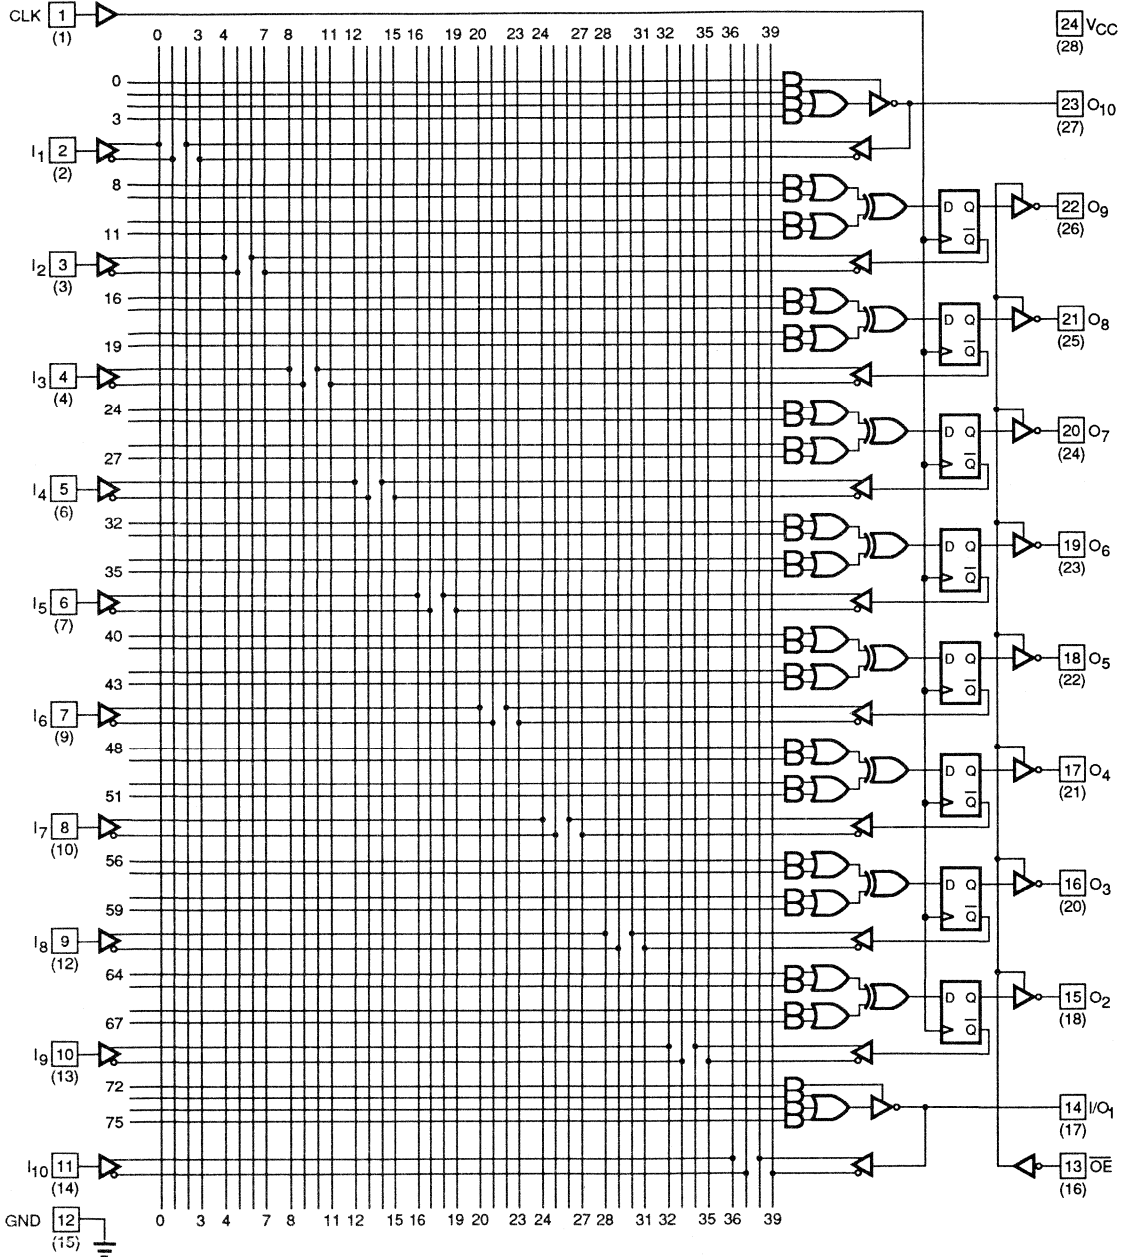 CLK 1 (1)
24 VCC (28)
0 3 4 7 8 11 12 15 16 19 20 23 24 27 28 31 32 35 36 39
0
3
23 O10 (27)
I1 2 (2)
8
11
D Q Q̅
22 O9 (26)
I2 3 (3)
16
19
D Q Q̅
21 O8 (25)
I3 4 (4)
24
27
D Q Q̅
20 O7 (24)
I4 5 (6)
32
35
D Q Q̅
19 O6 (23)
I5 6 (7)
40
43
D Q Q̅
18 O5 (22)
I6 7 (9)
48
51
D Q Q̅
17 O4 (21)
I7 8 (10)
56
59
D Q Q̅
16 O3 (20)
I8 9 (12)
64
67
D Q Q̅
15 O2 (18)
I9 10 (13)
72
75
14 I/O1 (17)
I10 11 (14)
13 O̅E̅ (16)
GND 12 (15)
0 3 4 7 8 11 12 15 16 19 20 23 24 27 28 31 32 35 36 39